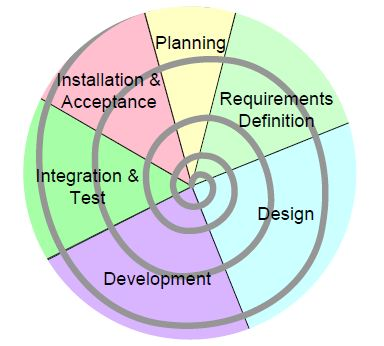 Planning
Requirements
Definition
Design
Development
Integration &
Test
Installation &
Acceptance